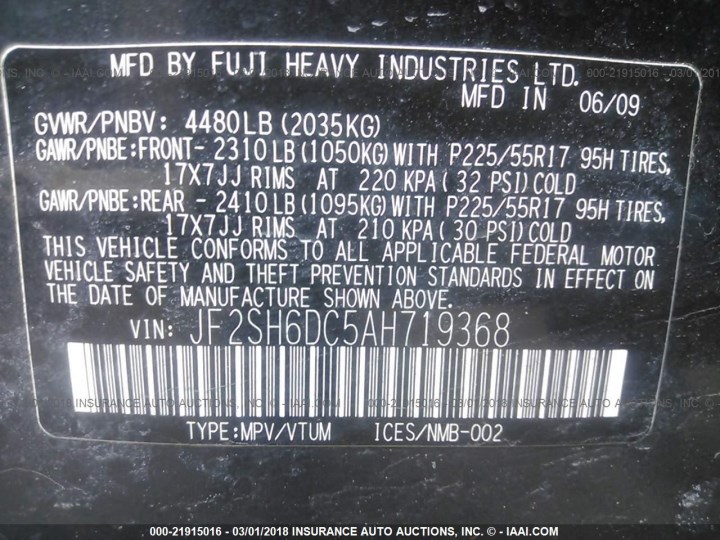 MFD BY FUJI HEAVY INDUSTRIES LTD.
MFD IN 06/09
GVWR/PNBV: 4480LB(2035KG)
GAWR/PNBE:FRONT- 2310LB(1050KG)WITH P225/55R17 95H TIRES,
17X7JJ RIMS AT 220 KPA(32 PSI)COLD
GAWR/PNBE:REAR - 2410LB(1095KG)WITH P225/55R17 95H TIRES,
17X7JJ RIMS AT 210 KPA(30 PSI)COLD
THIS VEHICLE CONFORMS TO ALL APPLICABLE FEDERAL MOTOR
VEHICLE SAFETY AND THEFT PREVENTION STANDARDS IN EFFECT ON
THE DATE OF MANUFACTURE SHOWN ABOVE.
VIN: JF2SH6DC5AH719368
TYPE:MPV/VTUM ICES/NMB-002
000-21915016 - 03/01/2018 INSURANCE AUTO AUCTIONS, INC. - © IAAI.COM